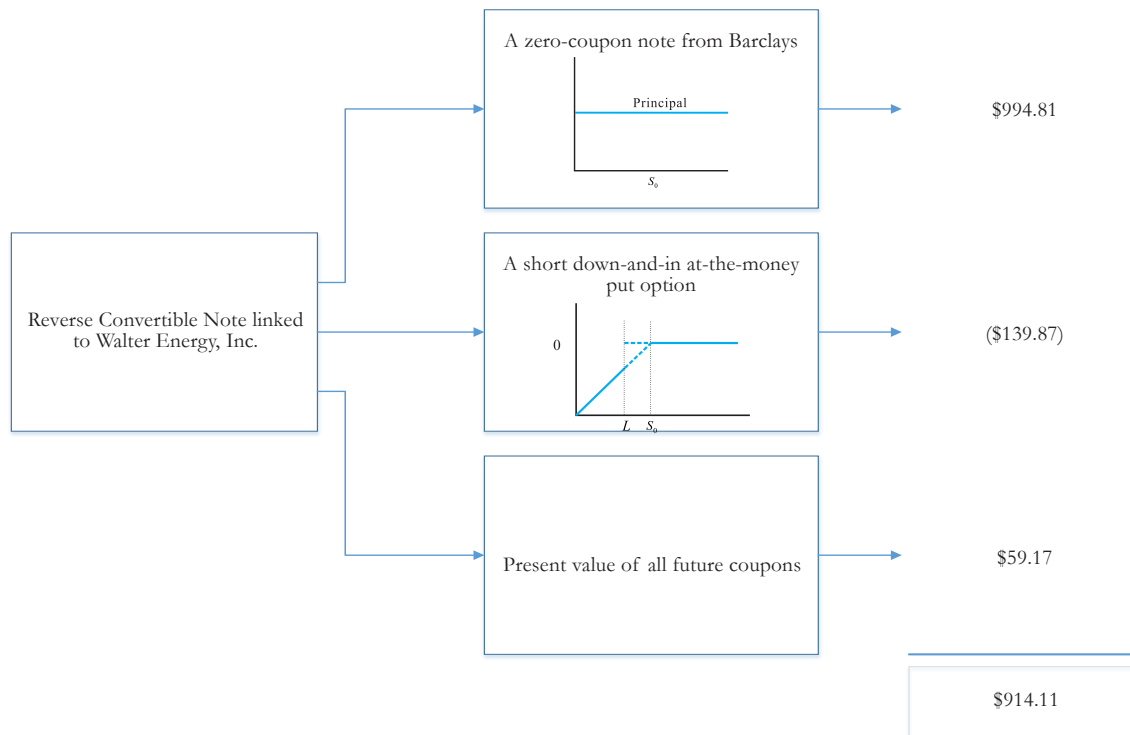 A zero-coupon note from Barclays
Principal
S₀
$994.81
Reverse Convertible Note linked
to Walter Energy, Inc.
A short down-and-in at-the-money
put option
0
L S₀
($139.87)
Present value of all future coupons
$59.17
$914.11